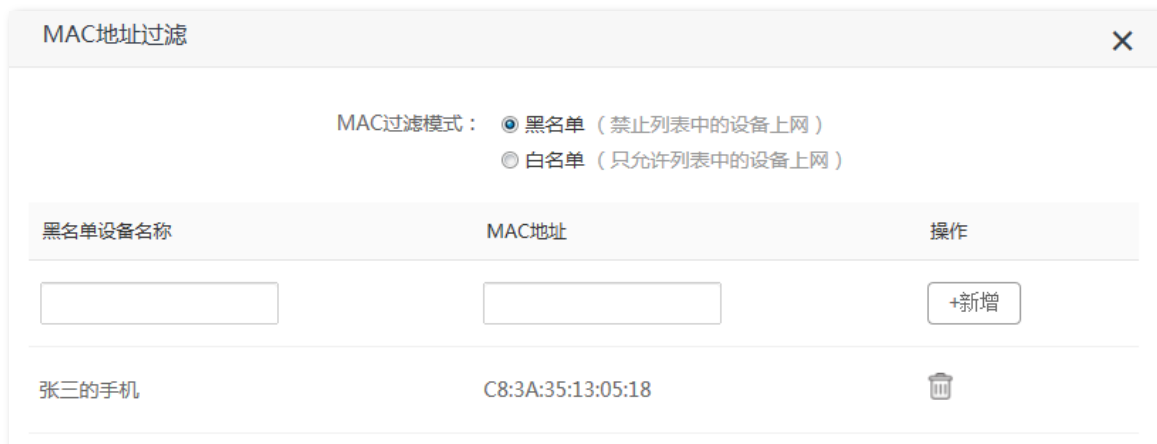 MAC地址过滤
MAC过滤模式： 黑名单（禁止列表中的设备上网）
白名单（只允许列表中的设备上网）
黑名单设备名称 MAC地址 操作
+新增
张三的手机 C8:3A:35:13:05:18